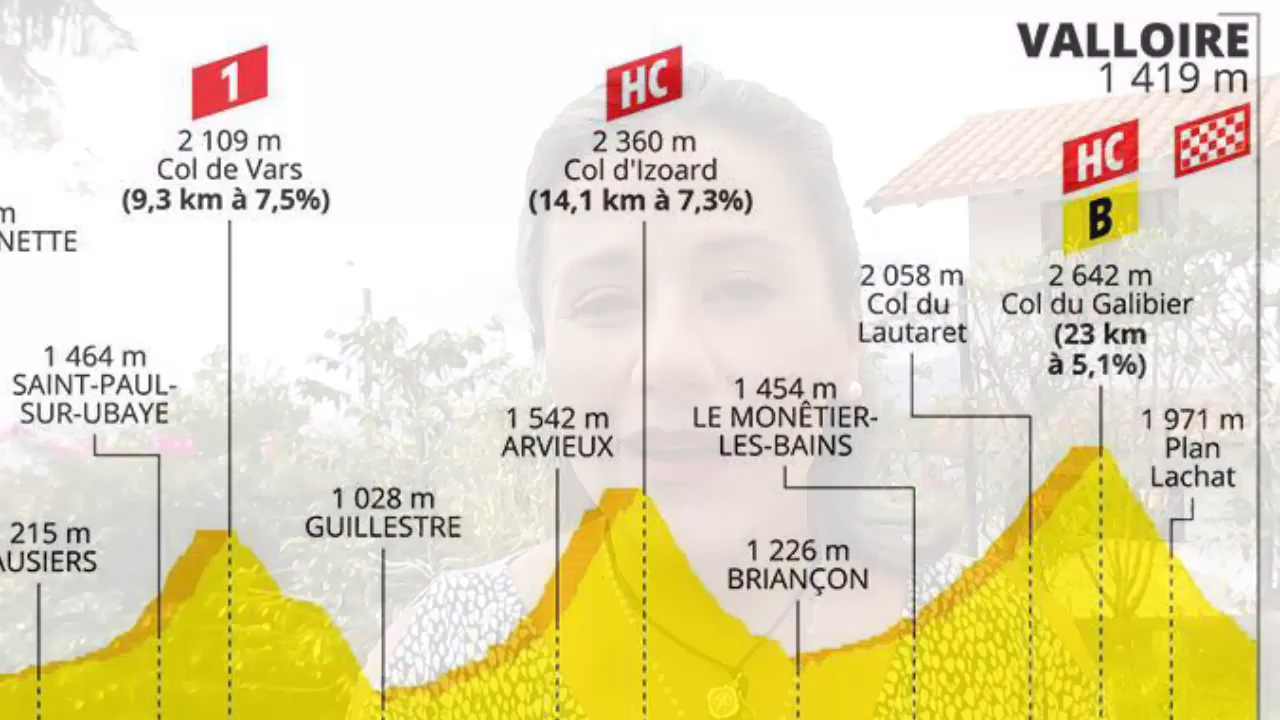 VALLOIRE
1 419 m
1
2 109 m
Col de Vars
(9,3 km à 7,5%)
HC
2 360 m
Col d'Izoard
(14,1 km à 7,3%)
HC
B
2 642 m
Col du Galibier
(23 km
à 5,1%)
m
NETTE
2 058 m
Col du
Lautaret
1 464 m
SAINT-PAUL-
SUR-UBAYE
1 454 m
LE MONÊTIER-
LES-BAINS
1 542 m
ARVIEUX
1 971 m
Plan
Lachat
1 028 m
GUILLESTRE
215 m
AUSIERS
1 226 m
BRIANÇON